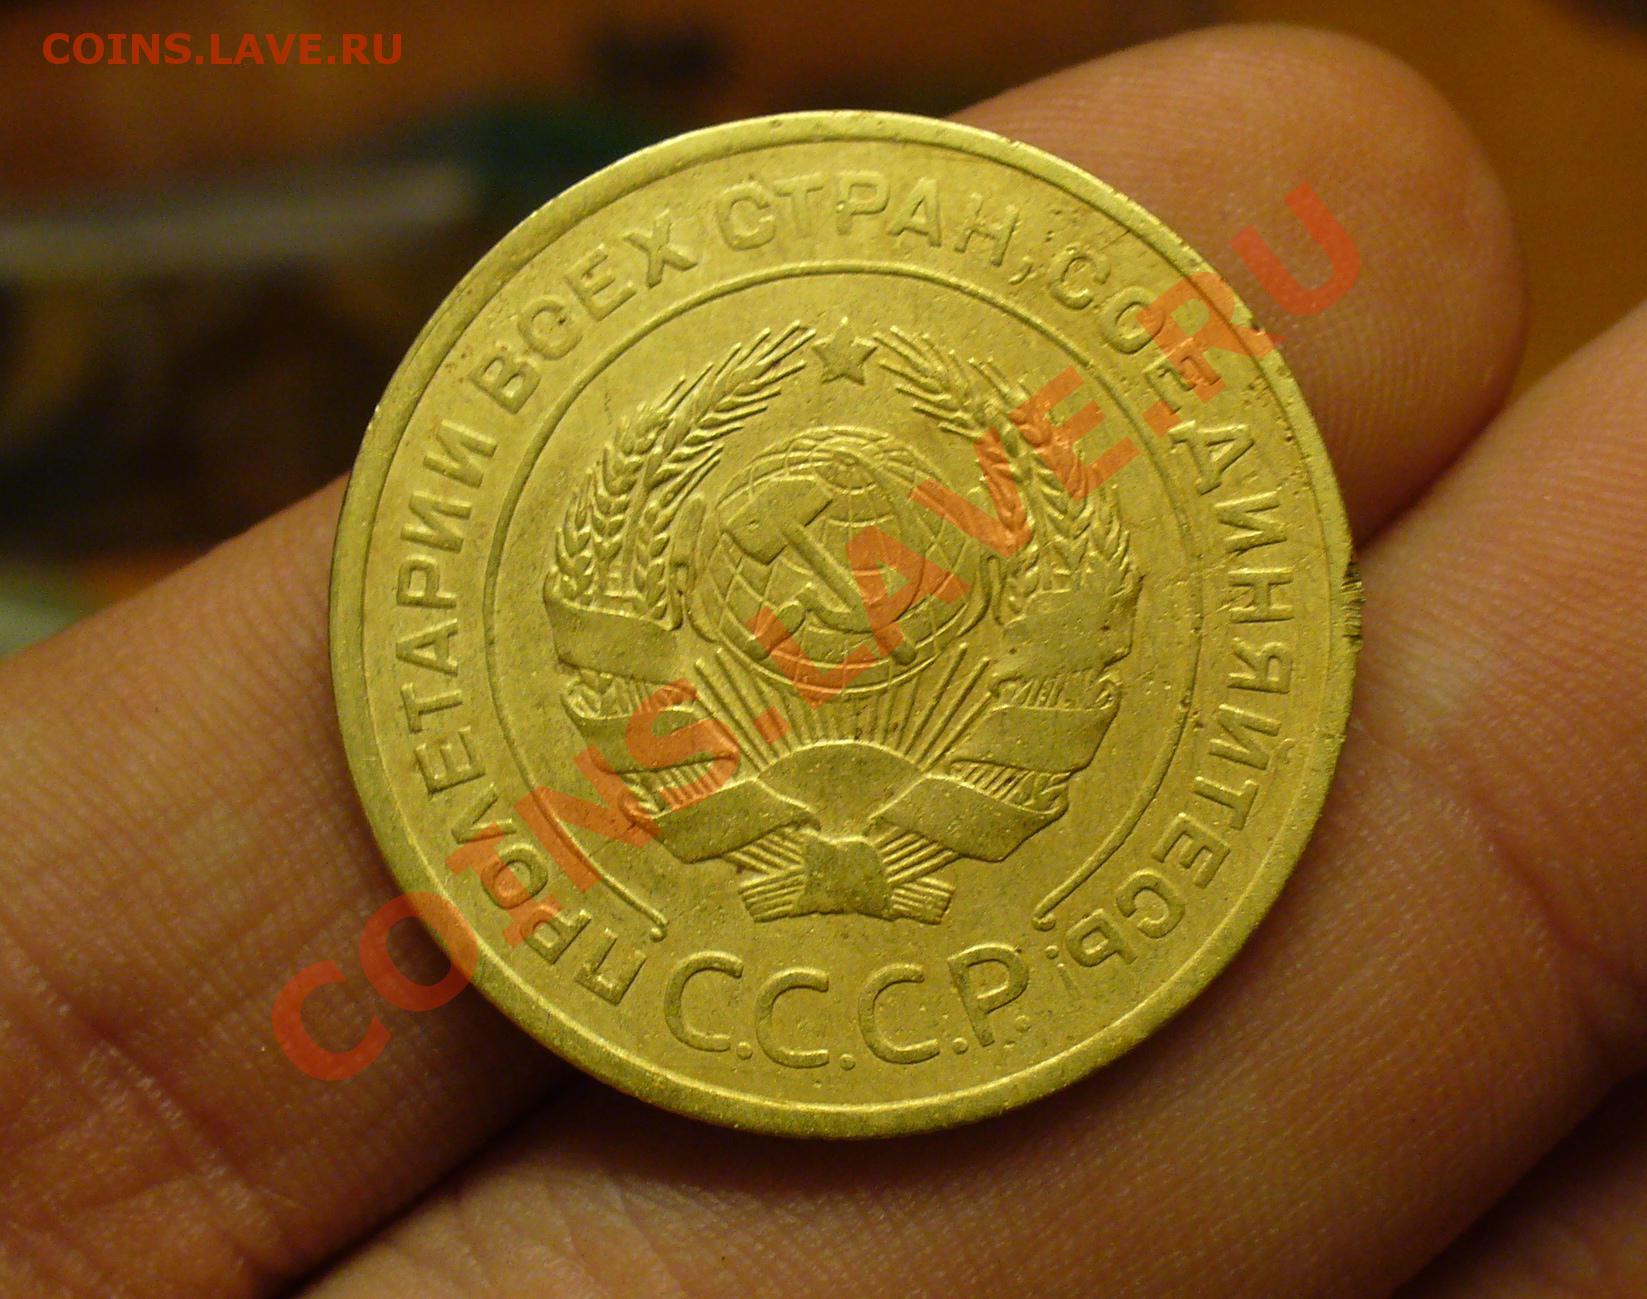 COINS.LAVE.RU
ПРОЛЕТАРИИ ВСЕХ СТРАН, СОЕДИНЯЙТЕСЬ!
С.С.С.Р.
COINS.LAVE.RU